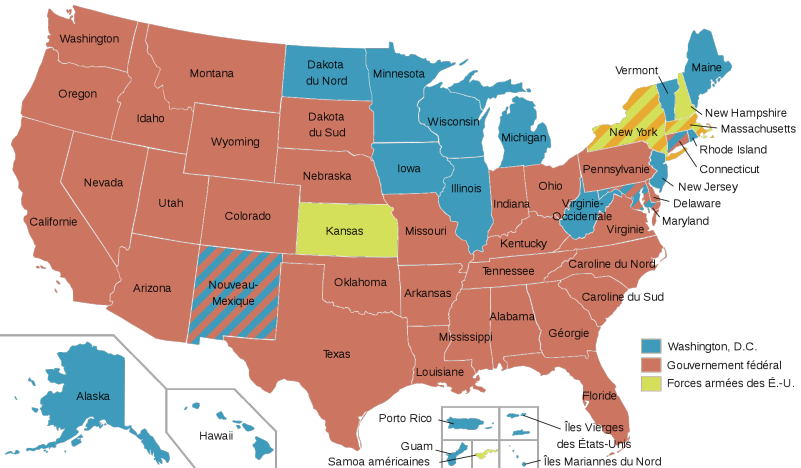 Washington
Oregon
Californie
Idaho
Nevada
Utah
Arizona
Montana
Wyoming
Colorado
Nouveau-
Mexique
Dakota
du Nord
Dakota
du Sud
Nebraska
Kansas
Oklahoma
Texas
Minnesota
Iowa
Missouri
Arkansas
Louisiane
Wisconsin
Illinois
Michigan
Indiana
Ohio
Kentucky
Tennessee
Mississippi
Alabama
Géorgie
Floride
Caroline du Nord
Caroline du Sud
Virginie-
Occidentale
Virginie
Pennsylvanie
New York
Vermont
Maine
New Hampshire
Massachusetts
Rhode Island
Connecticut
New Jersey
Delaware
Maryland
Washington, D.C.
Gouvernement fédéral
Forces armées des É.-U.
Alaska
Hawaii
Porto Rico
Guam
Samoa américaines
Îles Vierges
des États-Unis
Îles Mariannes du Nord